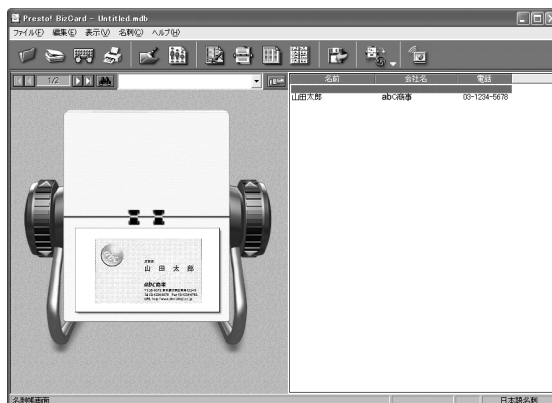 Presto! BizCard - Untitled.mdb
ファイル(F) 編集(E) 表示(V) 名刺(C) ヘルプ(H)
1/2
名前 会社名 電話
山田太郎 abc商事 03-1234-5678
山 田 太 郎
abc商事
名刺帳画面 日本語名刺